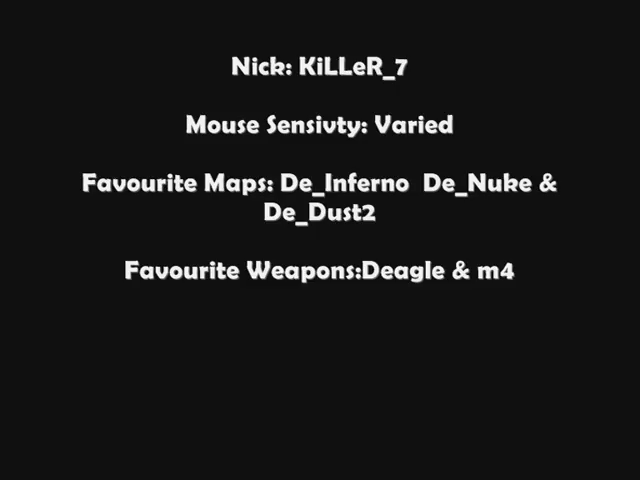 Nick: KiLLeR_7
Mouse Sensivty: Varied
Favourite Maps: De_Inferno  De_Nuke &
De_Dust2
Favourite Weapons:Deagle & m4